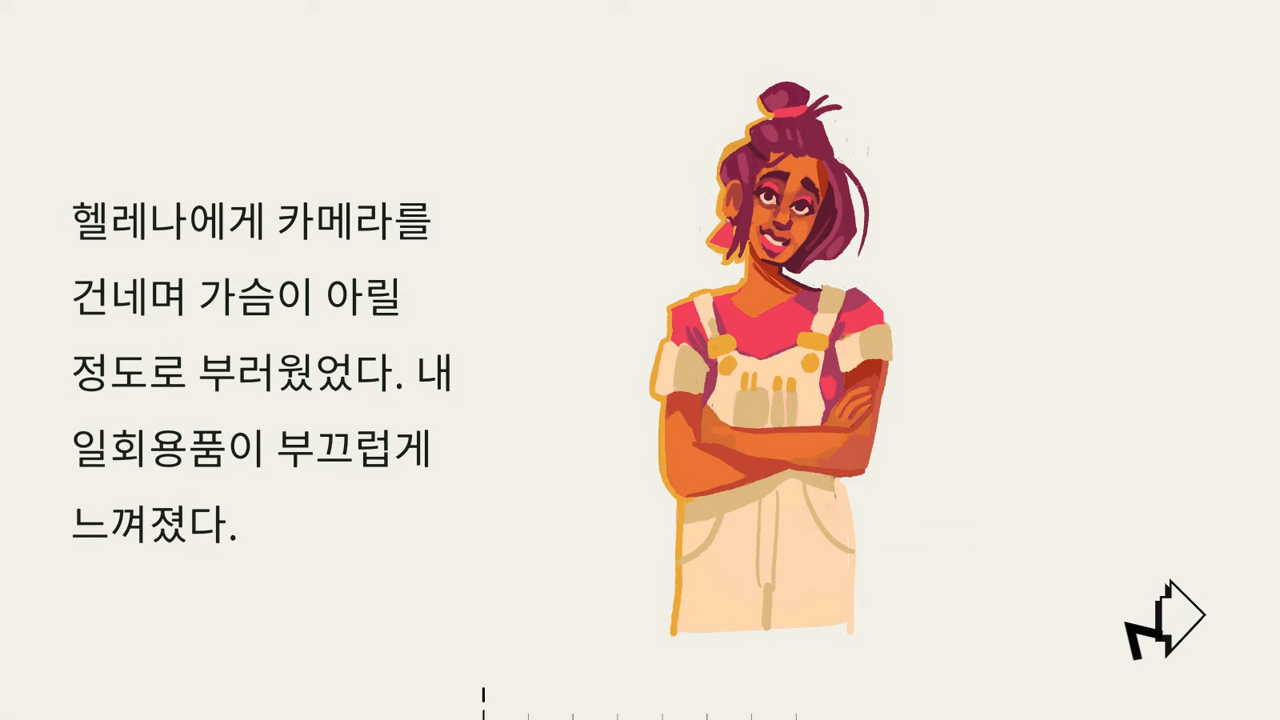 헬레나에게 카메라를
건네며 가슴이 아릴
정도로 부러웠었다. 내
일회용품이 부끄럽게
느껴졌다.